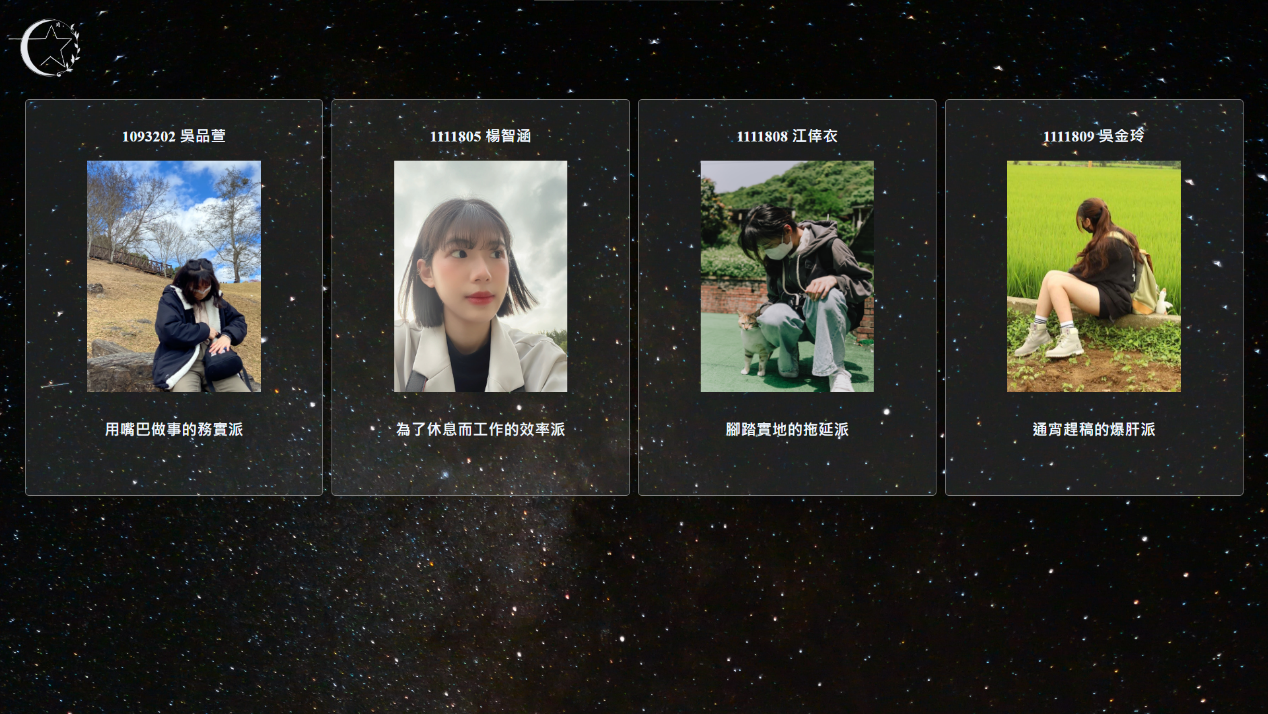 1093202 吳品萱
1111805 楊智涵
1111808 江倖衣
1111809 吳金玲
用嘴巴做事的務實派
為了休息而工作的效率派
腳踏實地的拖延派
通宵趕稿的爆肝派